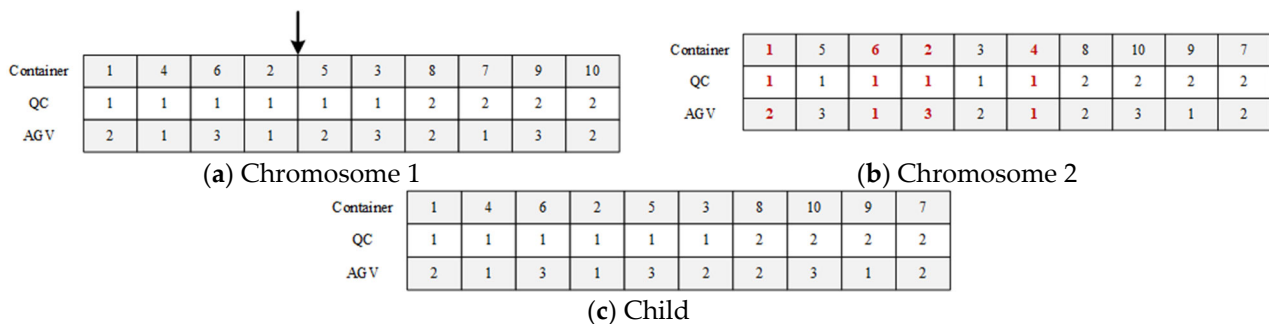 Container 1 4 6 2 5 3 8 7 9 10
QC 1 1 1 1 1 1 2 2 2 2
AGV 2 1 3 1 2 3 2 1 3 2
(a) Chromosome 1
Container 1 5 6 2 3 4 8 10 9 7
QC 1 1 1 1 1 1 2 2 2 2
AGV 2 3 1 3 2 1 2 3 1 2
(b) Chromosome 2
Container 1 4 6 2 5 3 8 10 9 7
QC 1 1 1 1 1 1 2 2 2 2
AGV 2 1 3 1 3 2 2 3 1 2
(c) Child